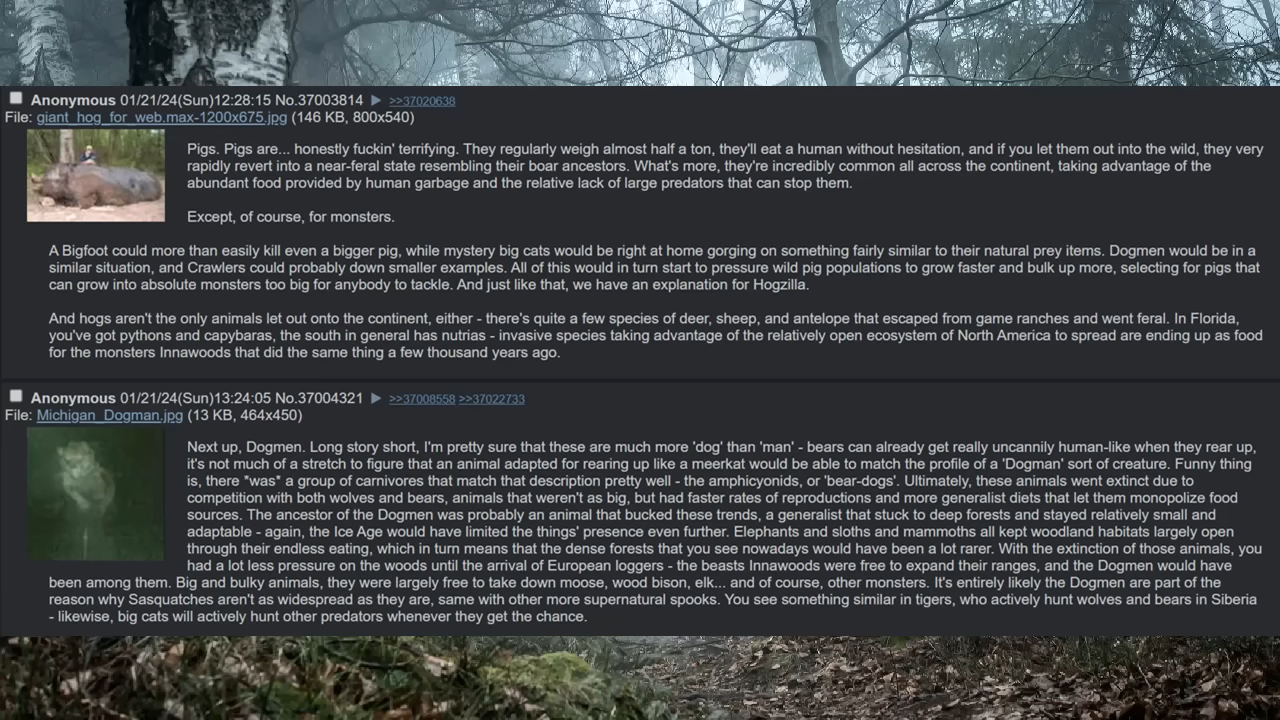 Anonymous 01/21/24(Sun)12:28:15 No.37003814 ▶ >>37020638
File: giant_hog_for_web.max-1200x675.jpg (146 KB, 800x540)
Pigs. Pigs are... honestly fuckin' terrifying. They regularly weigh almost half a ton, they'll eat a human without hesitation, and if you let them out into the wild, they very
rapidly revert into a near-feral state resembling their boar ancestors. What's more, they're incredibly common all across the continent, taking advantage of the
abundant food provided by human garbage and the relative lack of large predators that can stop them.
Except, of course, for monsters.
A Bigfoot could more than easily kill even a bigger pig, while mystery big cats would be right at home gorging on something fairly similar to their natural prey items. Dogmen would be in a
similar situation, and Crawlers could probably down smaller examples. All of this would in turn start to pressure wild pig populations to grow faster and bulk up more, selecting for pigs that
can grow into absolute monsters too big for anybody to tackle. And just like that, we have an explanation for Hogzilla.
And hogs aren't the only animals let out onto the continent, either - there's quite a few species of deer, sheep, and antelope that escaped from game ranches and went feral. In Florida,
you've got pythons and capybaras, the south in general has nutrias - invasive species taking advantage of the relatively open ecosystem of North America to spread are ending up as food
for the monsters Innawoods that did the same thing a few thousand years ago.
Anonymous 01/21/24(Sun)13:24:05 No.37004321 ▶ >>37008558 >>37022733
File: Michigan_Dogman.jpg (13 KB, 464x450)
Next up, Dogmen. Long story short, I'm pretty sure that these are much more 'dog' than 'man' - bears can already get really uncannily human-like when they rear up,
it's not much of a stretch to figure that an animal adapted for rearing up like a meerkat would be able to match the profile of a 'Dogman' sort of creature. Funny thing
is, there *was* a group of carnivores that match that description pretty well - the amphicyonids, or 'bear-dogs'. Ultimately, these animals went extinct due to
competition with both wolves and bears, animals that weren't as big, but had faster rates of reproductions and more generalist diets that let them monopolize food
sources. The ancestor of the Dogmen was probably an animal that bucked these trends, a generalist that stuck to deep forests and stayed relatively small and
adaptable - again, the Ice Age would have limited the things' presence even further. Elephants and sloths and mammoths all kept woodland habitats largely open
through their endless eating, which in turn means that the dense forests that you see nowadays would have been a lot rarer. With the extinction of those animals, you
had a lot less pressure on the woods until the arrival of European loggers - the beasts Innawoods were free to expand their ranges, and the Dogmen would have
been among them. Big and bulky animals, they were largely free to take down moose, wood bison, elk... and of course, other monsters. It's entirely likely the Dogmen are part of the
reason why Sasquatches aren't as widespread as they are, same with other more supernatural spooks. You see something similar in tigers, who actively hunt wolves and bears in Siberia
- likewise, big cats will actively hunt other predators whenever they get the chance.